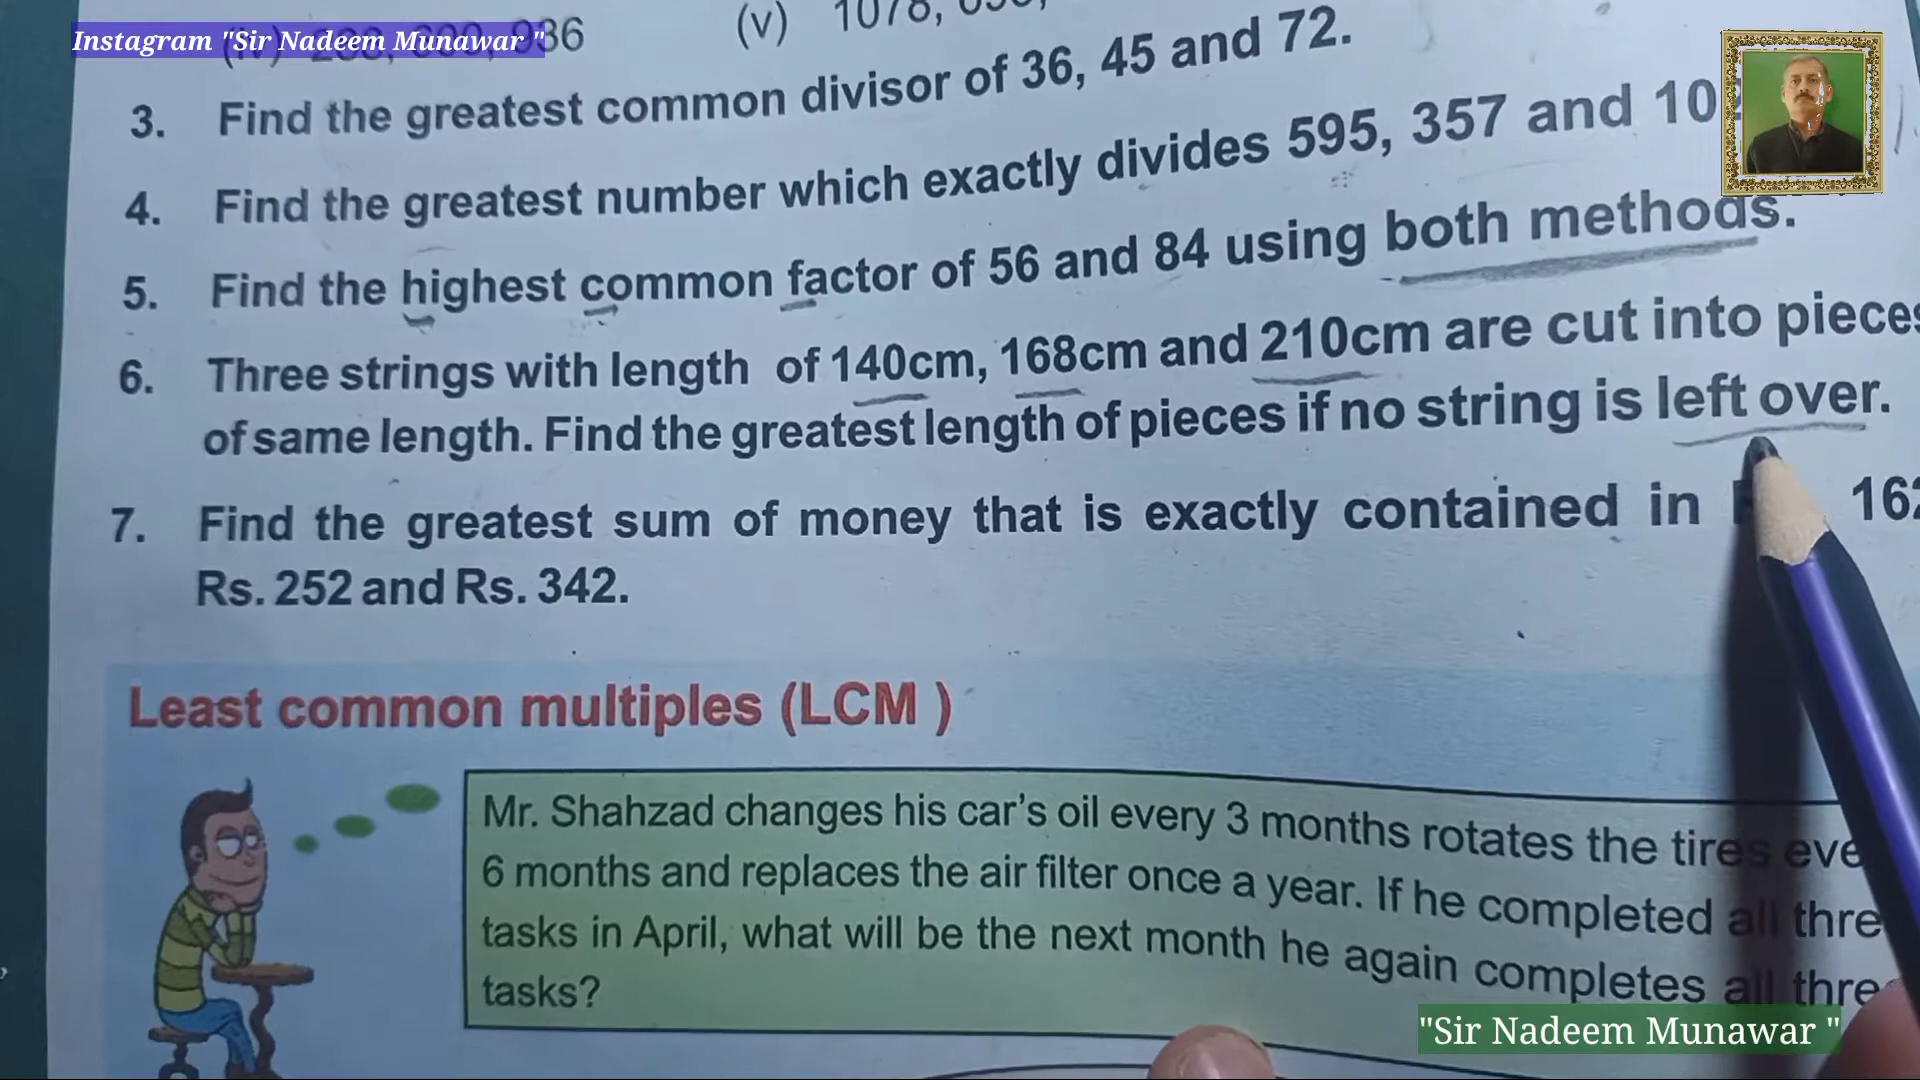 Instagram "Sir Nadeem Munawar "
36
(v) 1078,
3. Find the greatest common divisor of 36, 45 and 72.
4. Find the greatest number which exactly divides 595, 357 and
5. Find the highest common factor of 56 and 84 using both methods.
6. Three strings with length of 140cm, 168cm and 210cm are cut into pieces
of same length. Find the greatest length of pieces if no string is left over.
7. Find the greatest sum of money that is exactly contained in
Rs. 252 and Rs. 342.
Least common multiples (LCM )
Mr. Shahzad changes his car's oil every 3 months rotates the tires
6 months and replaces the air filter once a year. If he completed all
tasks in April, what will be the next month he again completes all
tasks?
"Sir Nadeem Munawar "